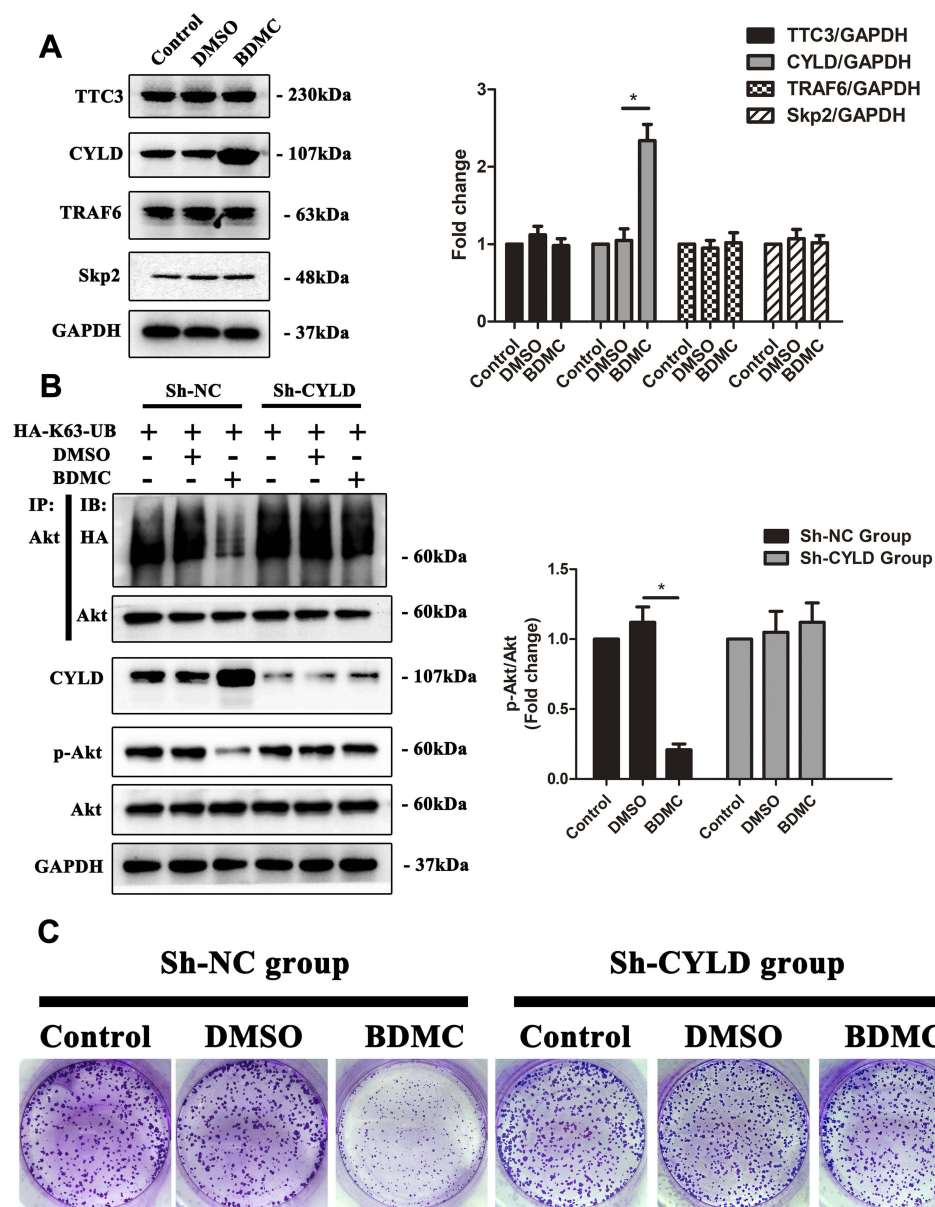 A
Control DMSO BDMC
TTC3 - 230kDa
CYLD - 107kDa
TRAF6 - 63kDa
Skp2 - 48kDa
GAPDH - 37kDa
TTC3/GAPDH
CYLD/GAPDH
TRAF6/GAPDH
Skp2/GAPDH
Fold change
3
2
1
0
*
Control DMSO BDMC Control DMSO BDMC Control DMSO BDMC Control DMSO BDMC
B
Sh-NC Sh-CYLD
HA-K63-UB + + + + + +
DMSO - + - - + -
BDMC - - + - - +
IP: IB:
Akt HA - 60kDa
Akt - 60kDa
CYLD - 107kDa
p-Akt - 60kDa
Akt - 60kDa
GAPDH - 37kDa
Sh-NC Group
Sh-CYLD Group
p-Akt/Akt
(Fold change)
1.5
1.0
0.5
0.0
*
Control DMSO BDMC Control DMSO BDMC
C
Sh-NC group Sh-CYLD group
Control DMSO BDMC Control DMSO BDMC